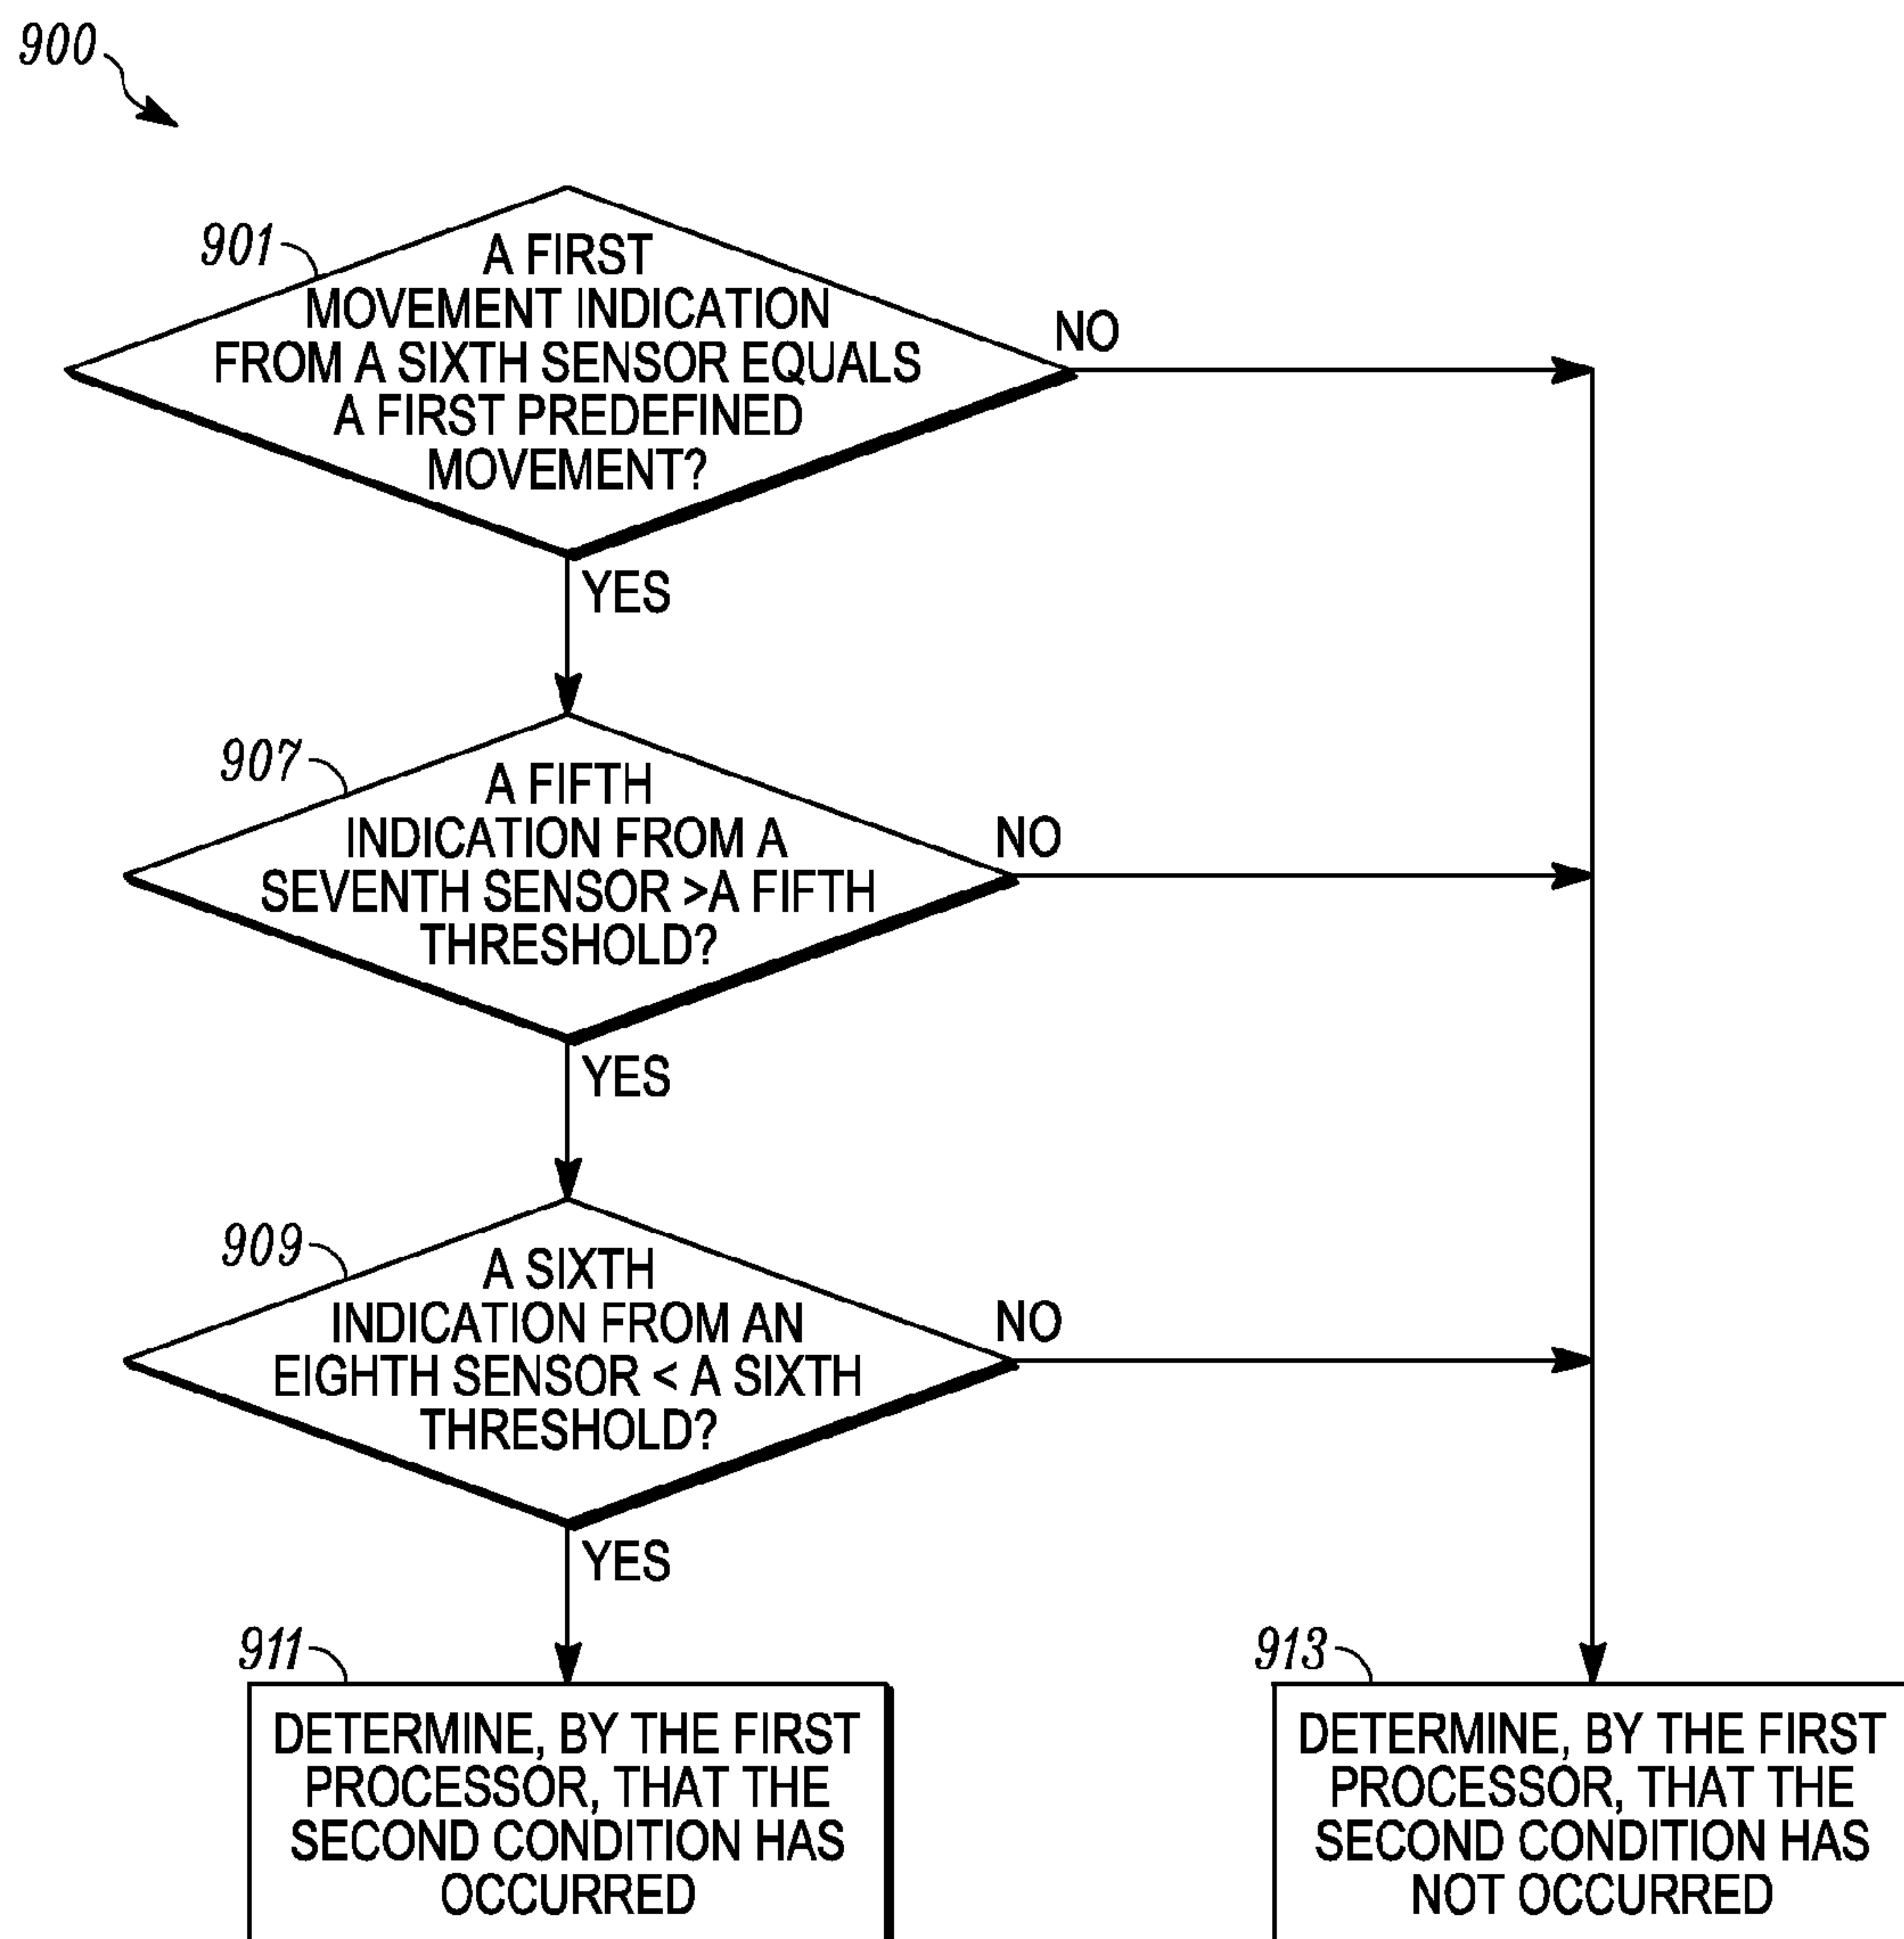 900
901
A FIRST
MOVEMENT INDICATION
FROM A SIXTH SENSOR EQUALS
A FIRST PREDEFINED
MOVEMENT?
NO
YES
907
A FIFTH
INDICATION FROM A
SEVENTH SENSOR >A FIFTH
THRESHOLD?
NO
YES
909
A SIXTH
INDICATION FROM AN
EIGHTH SENSOR < A SIXTH
THRESHOLD?
NO
YES
911
DETERMINE, BY THE FIRST
PROCESSOR, THAT THE
SECOND CONDITION HAS
OCCURRED
913
DETERMINE, BY THE FIRST
PROCESSOR, THAT THE
SECOND CONDITION HAS
NOT OCCURRED